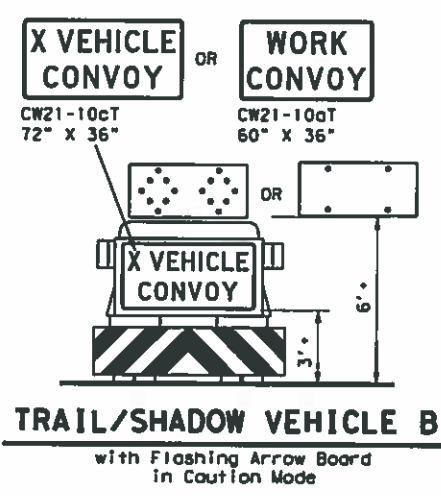 X VEHICLE
CONVOY
OR
WORK
CONVOY
CW21-10cT
72" X 36"
CW21-10aT
60" X 36"
OR
X VEHICLE
CONVOY
6'+
3'+
TRAIL/SHADOW VEHICLE B
with Flashing Arrow Board
in Caution Mode